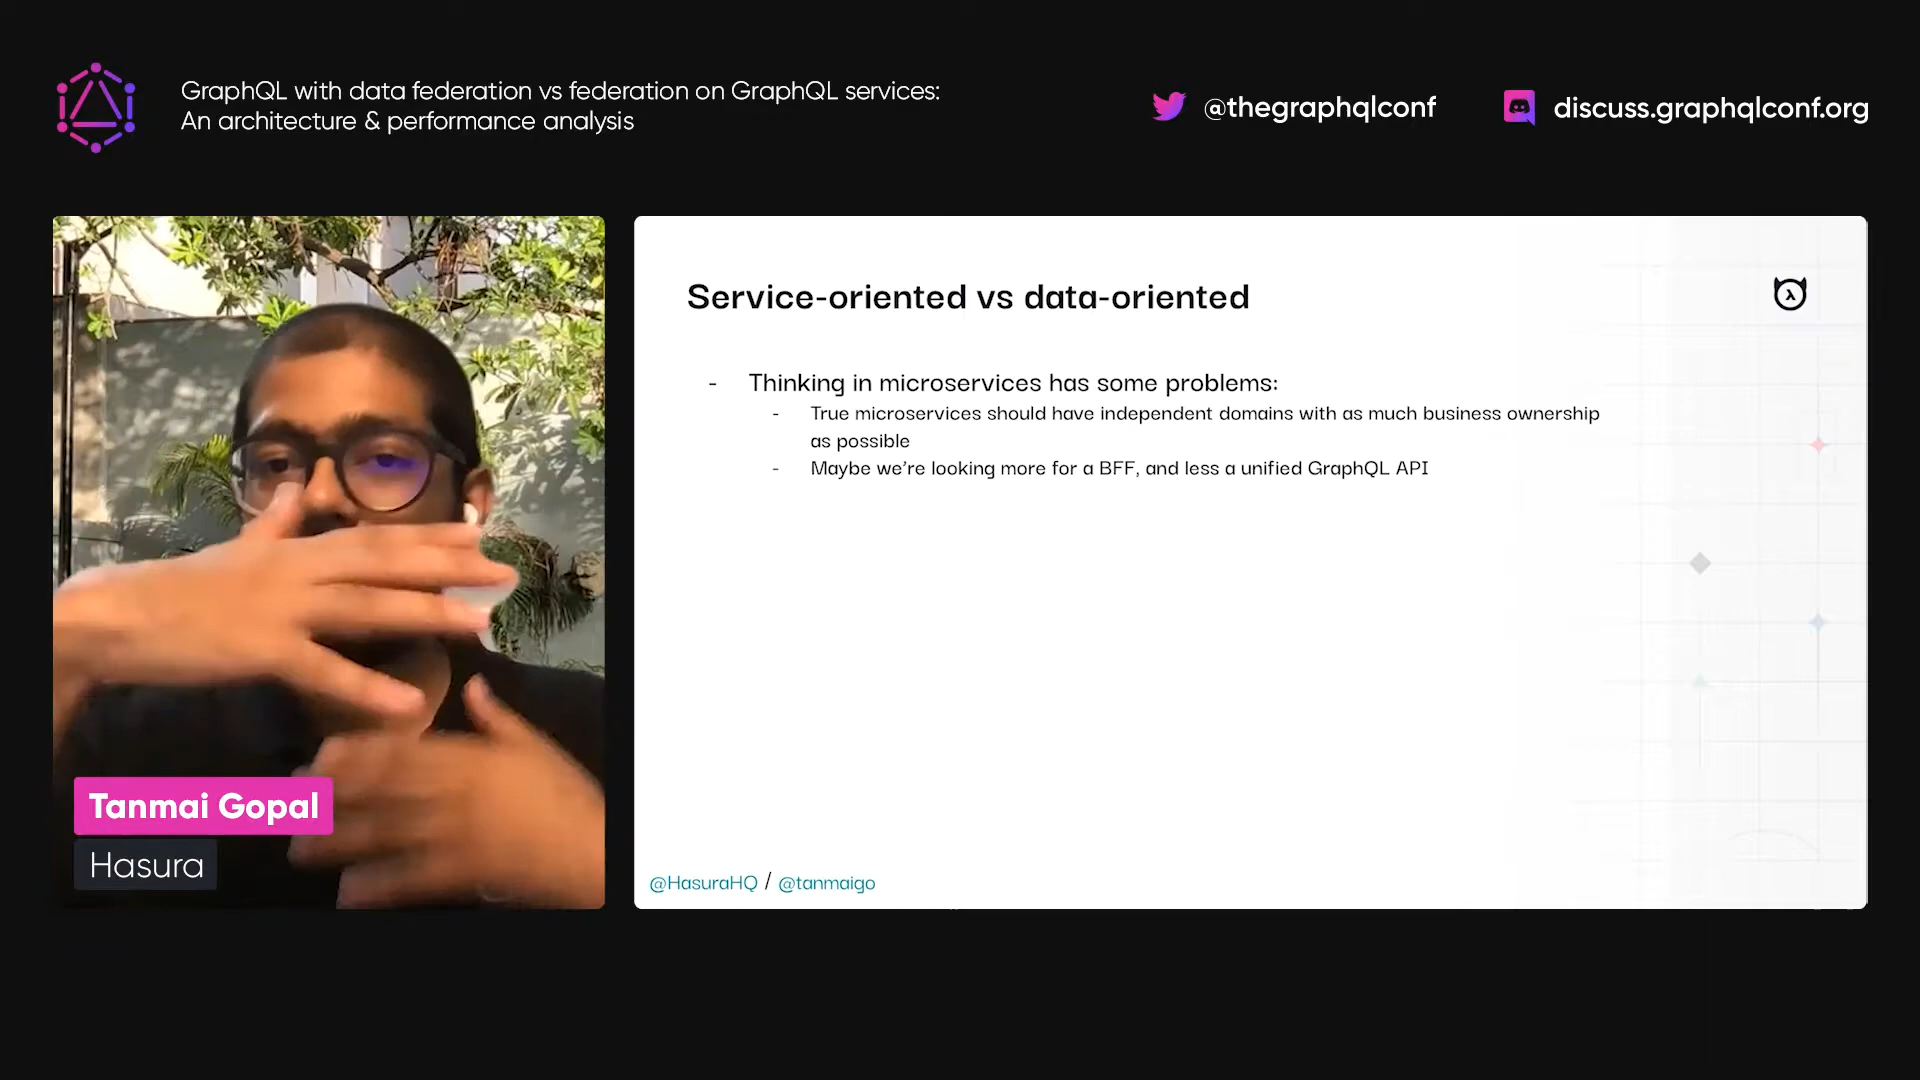 GraphQL with data federation vs federation on GraphQL services:
An architecture & performance analysis
@thegraphqlconf
discuss.graphqlconf.org
Tanmai Gopal
Hasura
Service-oriented vs data-oriented
- Thinking in microservices has some problems:
- True microservices should have independent domains with as much business ownership
as possible
- Maybe we're looking more for a BFF, and less a unified GraphQL API
@HasuraHQ / @tanmaigo